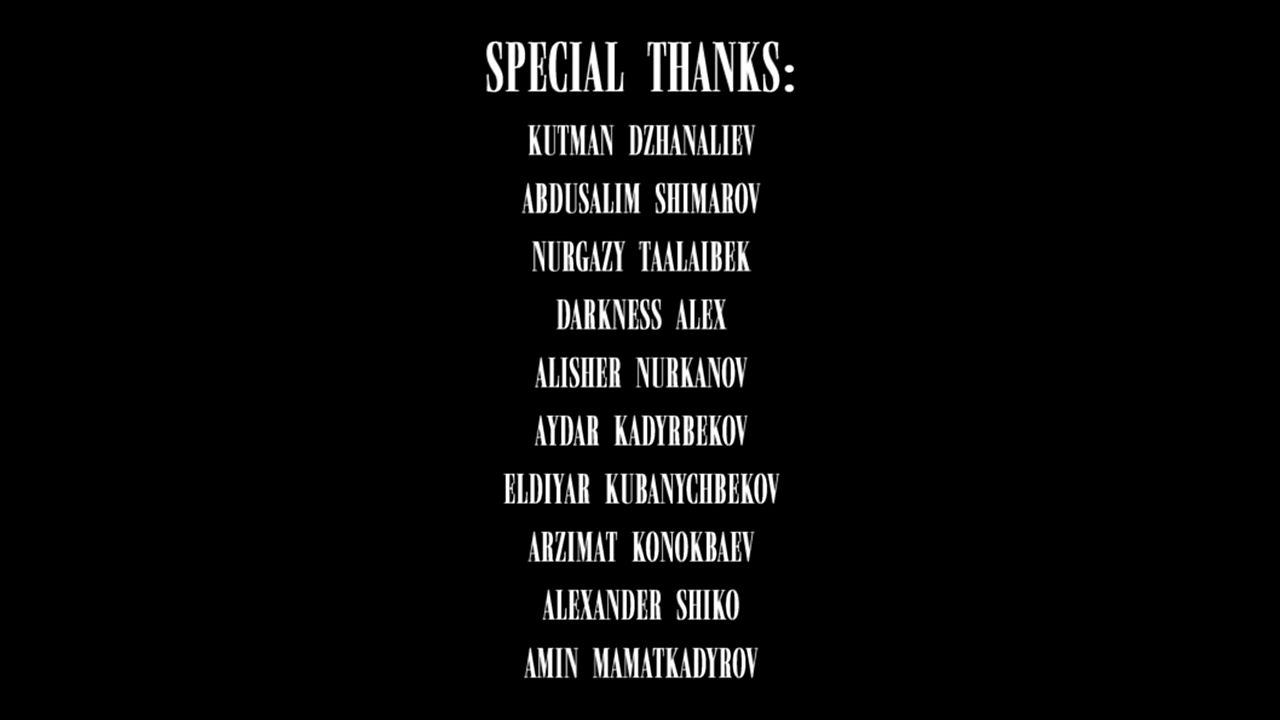 SPECIAL THANKS:
KUTMAN DZHANALIEV
ABDUSALIM SHIMAROV
NURGAZY TAALAIBEK
DARKNESS ALEX
ALISHER NURKANOV
AYDAR KADYRBEKOV
ELDIYAR KUBANYCHBEKOV
ARZIMAT KONOKBAEV
ALEXANDER SHIKO
AMIN MAMATKADYROV